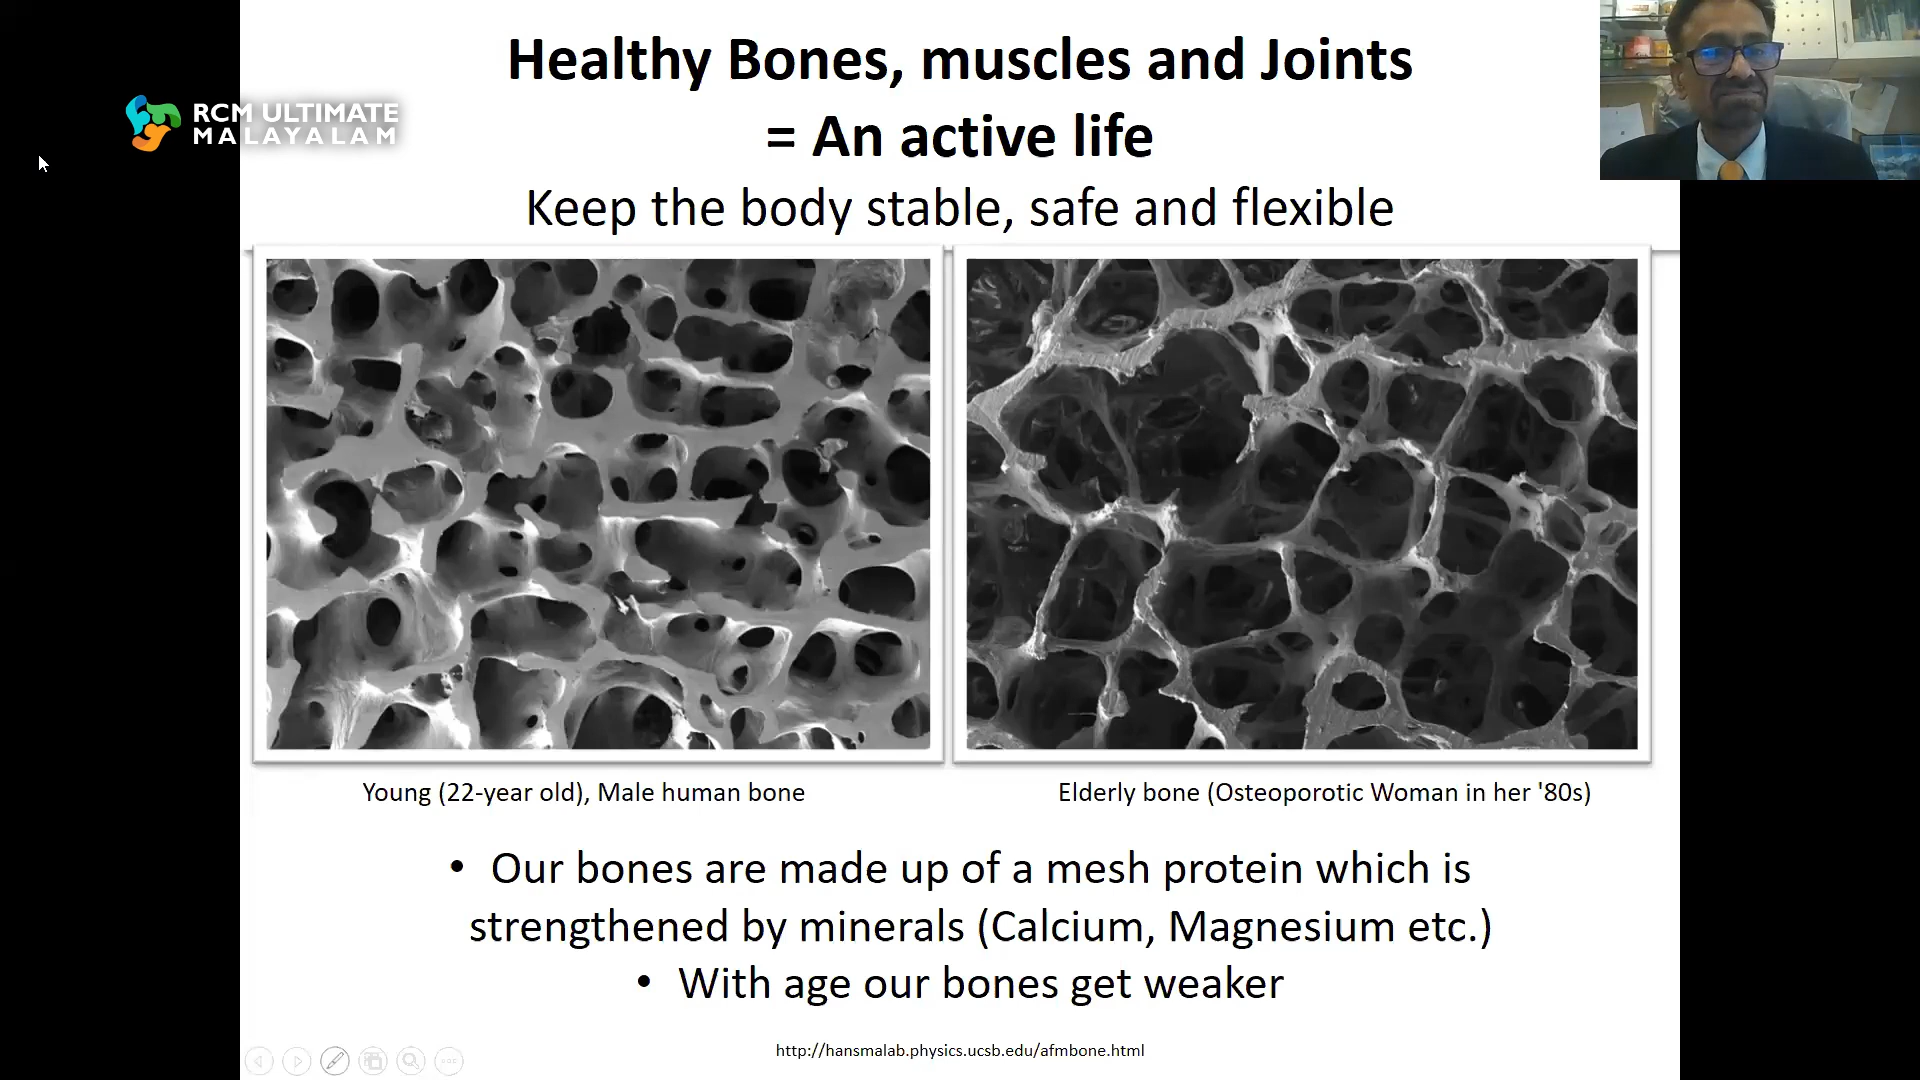 Healthy Bones, muscles and Joints
= An active life
RCM ULTIMATE
MALAYALAM
Keep the body stable, safe and flexible
Young (22-year old), Male human bone
Elderly bone (Osteoporotic Woman in her '80s)
• Our bones are made up of a mesh protein which is
strengthened by minerals (Calcium, Magnesium etc.)
• With age our bones get weaker
http://hansmalab.physics.ucsb.edu/afmbone.html